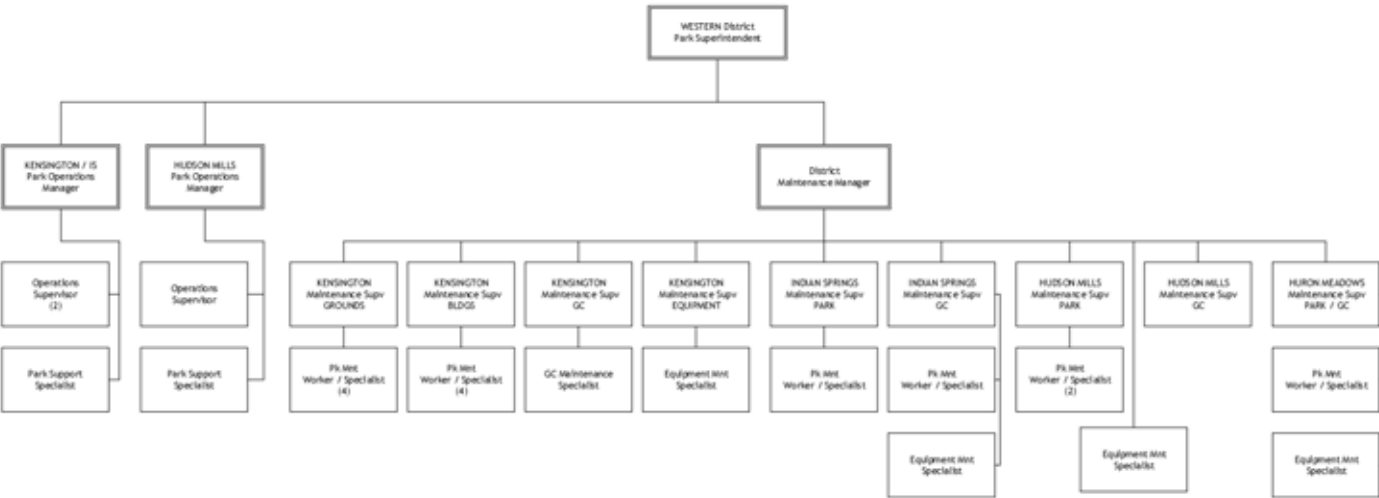 WESTERN District
Park Superintendent
KENSINGTON / IS
Park Operations
Manager
HUDSON MILLS
Park Operations
Manager
District
Maintenance Manager
Operations
Supervisor
(2)
Operations
Supervisor
KENSINGTON
Maintenance Supv
GROUNDS
KENSINGTON
Maintenance Supv
BLDGS
KENSINGTON
Maintenance Supv
GC
KENSINGTON
Maintenance Supv
EQUIPMENT
INDIAN SPRINGS
Maintenance Supv
PARK
INDIAN SPRINGS
Maintenance Supv
GC
HUDSON MILLS
Maintenance Supv
PARK
HUDSON MILLS
Maintenance Supv
GC
HURON MEADOWS
Maintenance Supv
PARK / GC
Park Support
Specialist
Park Support
Specialist
Pk Mnt
Worker / Specialist
(4)
Pk Mnt
Worker / Specialist
(4)
GC Maintenance
Specialist
Equipment Mnt
Specialist
Pk Mnt
Worker / Specialist
Pk Mnt
Worker / Specialist
Pk Mnt
Worker / Specialist
(2)
Pk Mnt
Worker / Specialist
Equipment Mnt
Specialist
Equipment Mnt
Specialist
Equipment Mnt
Specialist